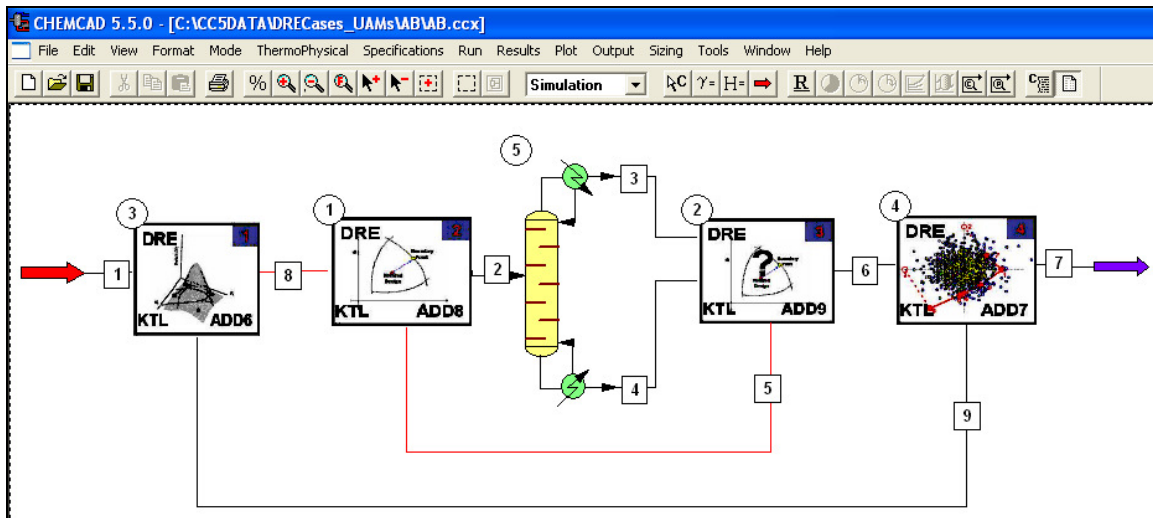 CHEMCAD 5.5.0 - [C:\CC5DATA\DRECases_UAMs\AB\AB.ccx]
File Edit View Format Mode ThermoPhysical Specifications Run Results Plot Output Sizing Tools Window Help
% Simulation C γ= H= R C
5
3
3
DRE 1
KTL ADD6
1
DRE 2
KTL ADD8
2
DRE 3
?
KTL ADD9
4
DRE 4
KTL ADD7
1
8
2
6
7
4
5
9